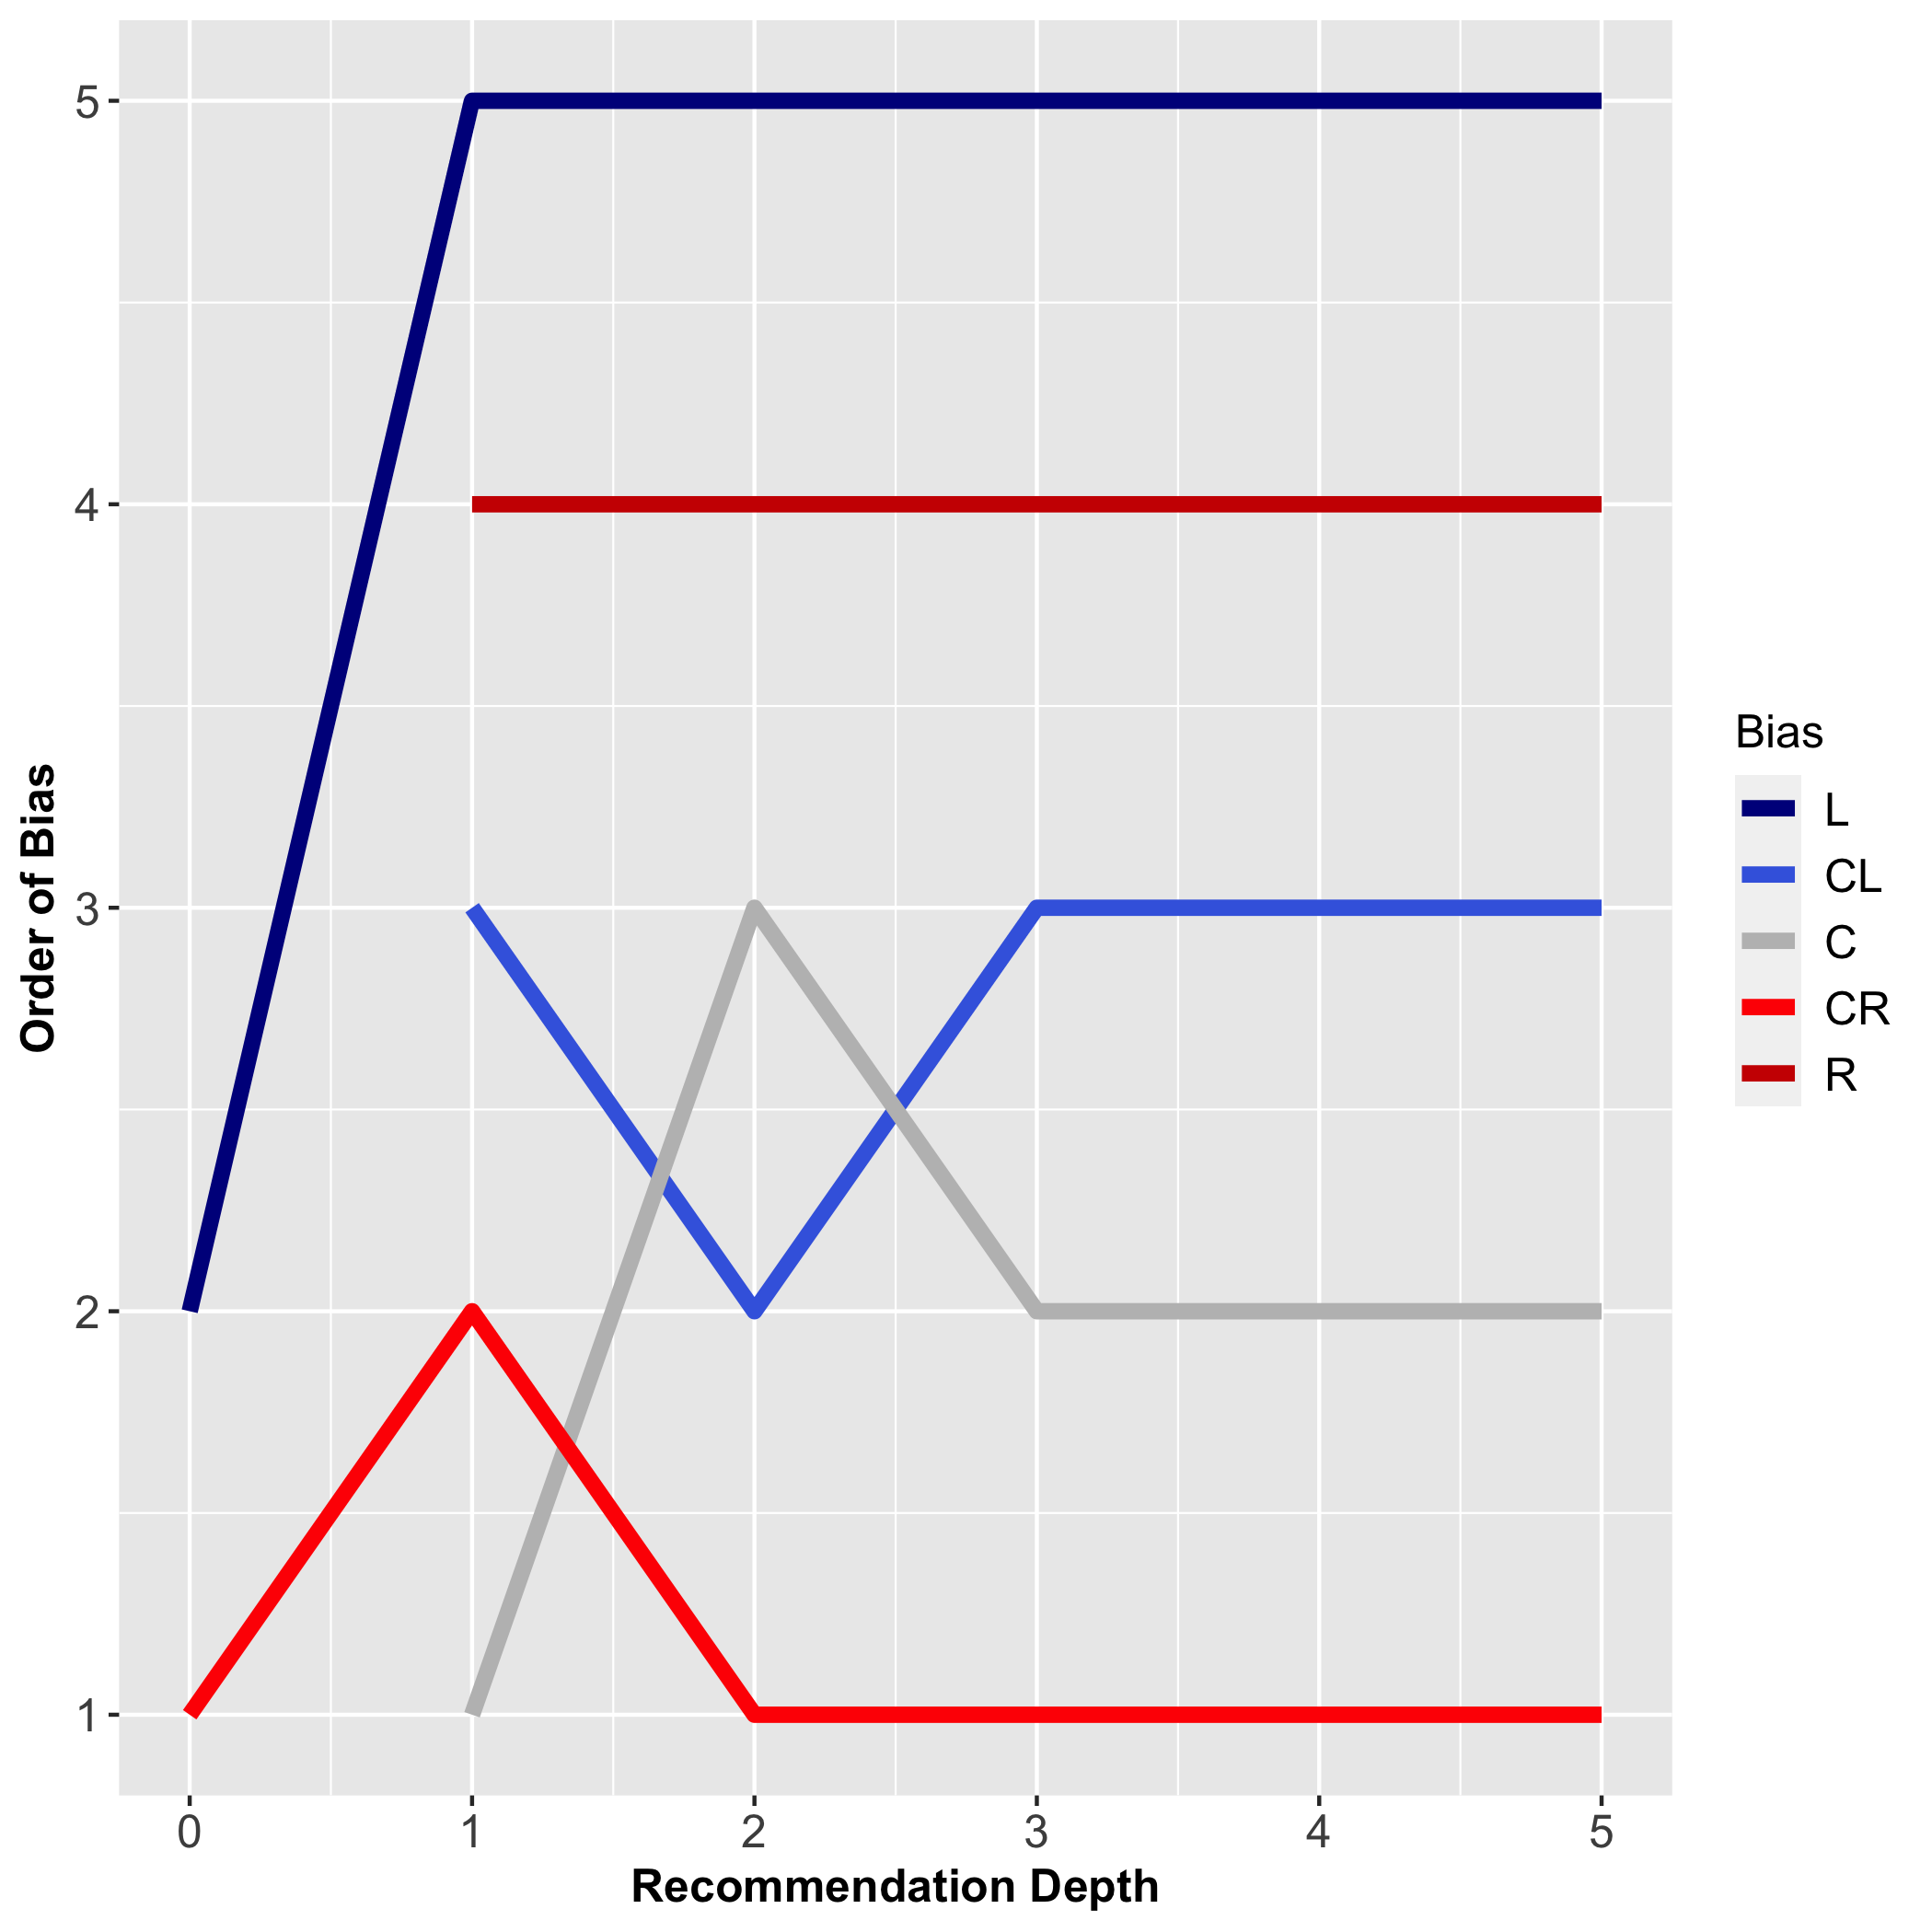 5
4
3
2
1
Order of Bias
0 1 2 3 4 5
Recommendation Depth
Bias
L
CL
C
CR
R